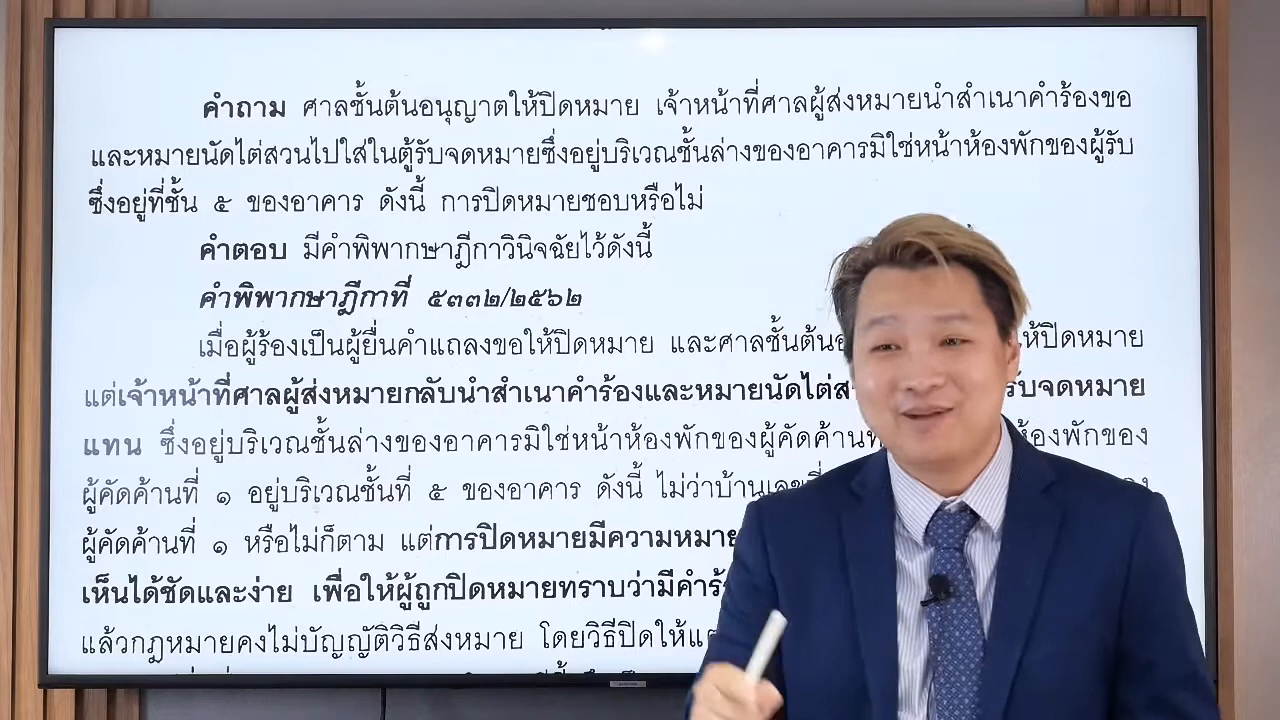 คำถาม ศาลชั้นต้นอนุญาตให้ปิดหมาย เจ้าหน้าที่ศาลผู้ส่งหมายนำสำเนาคำร้องขอ
และหมายนัดไต่สวนไปใส่ในตู้รับจดหมายซึ่งอยู่บริเวณชั้นล่างของอาคารมิใช่หน้าห้องพักของผู้รับ
ซึ่งอยู่ที่ชั้น ๕ ของอาคาร ดังนี้ การปิดหมายชอบหรือไม่
คำตอบ มีคำพิพากษาฎีกาวินิจฉัยไว้ดังนี้
คำพิพากษาฎีกาที่ ๕๓๓๒/๒๕๖๒
เมื่อผู้ร้องเป็นผู้ยื่นคำแถลงขอให้ปิดหมาย และศาลชั้นต้น ให้ปิดหมาย
แต่เจ้าหน้าที่ศาลผู้ส่งหมายกลับนำสำเนาคำร้องและหมายนัด รับจดหมาย
แทน ซึ่งอยู่บริเวณชั้นล่างของอาคารมิใช่หน้าห้องพักของผู้คัดค้าน ห้องพักของ
ผู้คัดค้านที่ ๑ อยู่บริเวณชั้นที่ ๕ ของอาคาร ดังนี้ ไม่ว่าบ้านเลขที่
ผู้คัดค้านที่ ๑ หรือไม่ก็ตาม แต่การปิดหมายมีความหมาย
เห็นได้ชัดและง่าย เพื่อให้ผู้ถูกปิดหมายทราบว่ามี
แล้วกฎหมายคงไม่บัญญัติวิธีส่งหมาย โดยวิธีปิดให้